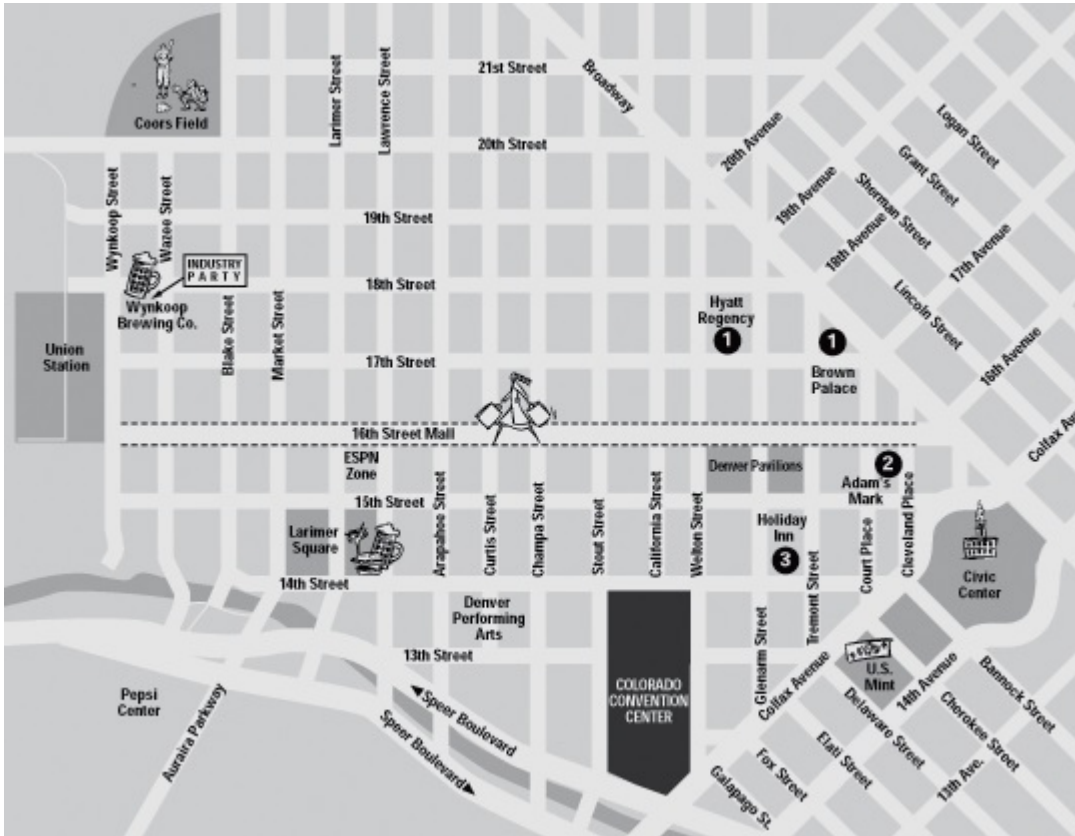 21st Street
Broadway
Larimer Street
Lawrence Street
Coors Field
20th Street
20th Avenue
Logan Street
Grant Street
Sherman Street
19th Avenue
18th Avenue
17th Avenue
Wynkoop Street
Wazee Street
19th Street
INDUSTRY
PARTY
18th Street
Wynkoop
Brewing Co.
Lincoln Street
16th Avenue
Hyatt
Regency
1
1
Brown
Palace
Union
Station
Blake Street
Market Street
17th Street
Colfax Av
16th Street Mall
ESPN
Zone
Denver Pavilions
2
Adam's
Mark
15th Street
Larimer
Square
Arapahoe Street
Curtis Street
Champa Street
Stout Street
California Street
Welton Street
Holiday
Inn
3
Tremont Street
Court Place
Cleveland Place
Civic
Center
14th Street
Denver
Performing
Arts
13th Street
Glenarm Street
Colfax Avenue
U.S.
Mint
14th Avenue
Bannock Street
Cherokee Street
Delaware Street
13th Ave.
Elati Street
Fox Street
Galapago St.
COLORADO
CONVENTION
CENTER
Pepsi
Center
Auraira Parkway
Speer Boulevard
Speer Boulevard